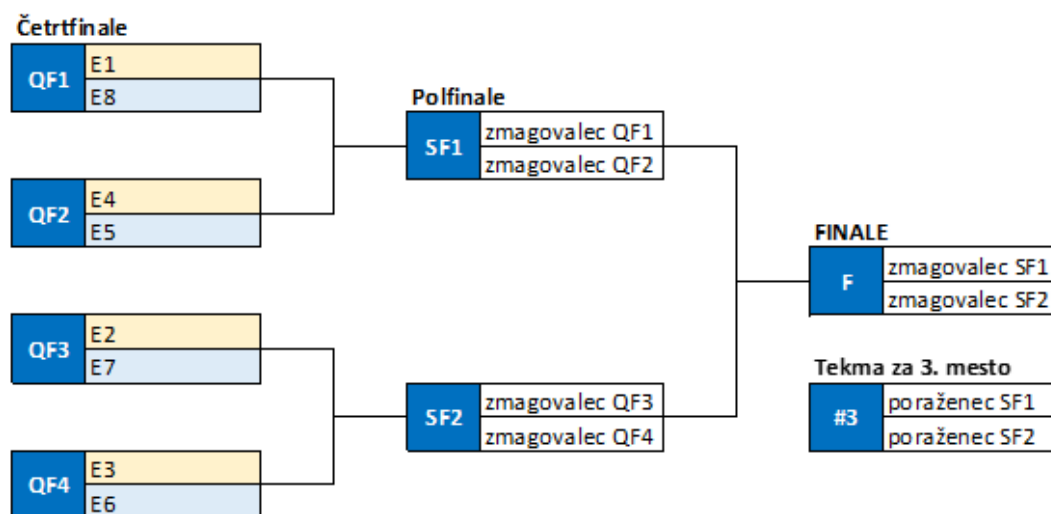 Četrtfinale
QF1
E1
E8
QF2
E4
E5
QF3
E2
E7
QF4
E3
E6
Polfinale
SF1
zmagovalec QF1
zmagovalec QF2
SF2
zmagovalec QF3
zmagovalec QF4
FINALE
F
zmagovalec SF1
zmagovalec SF2
Tekma za 3. mesto
#3
poraženec SF1
poraženec SF2